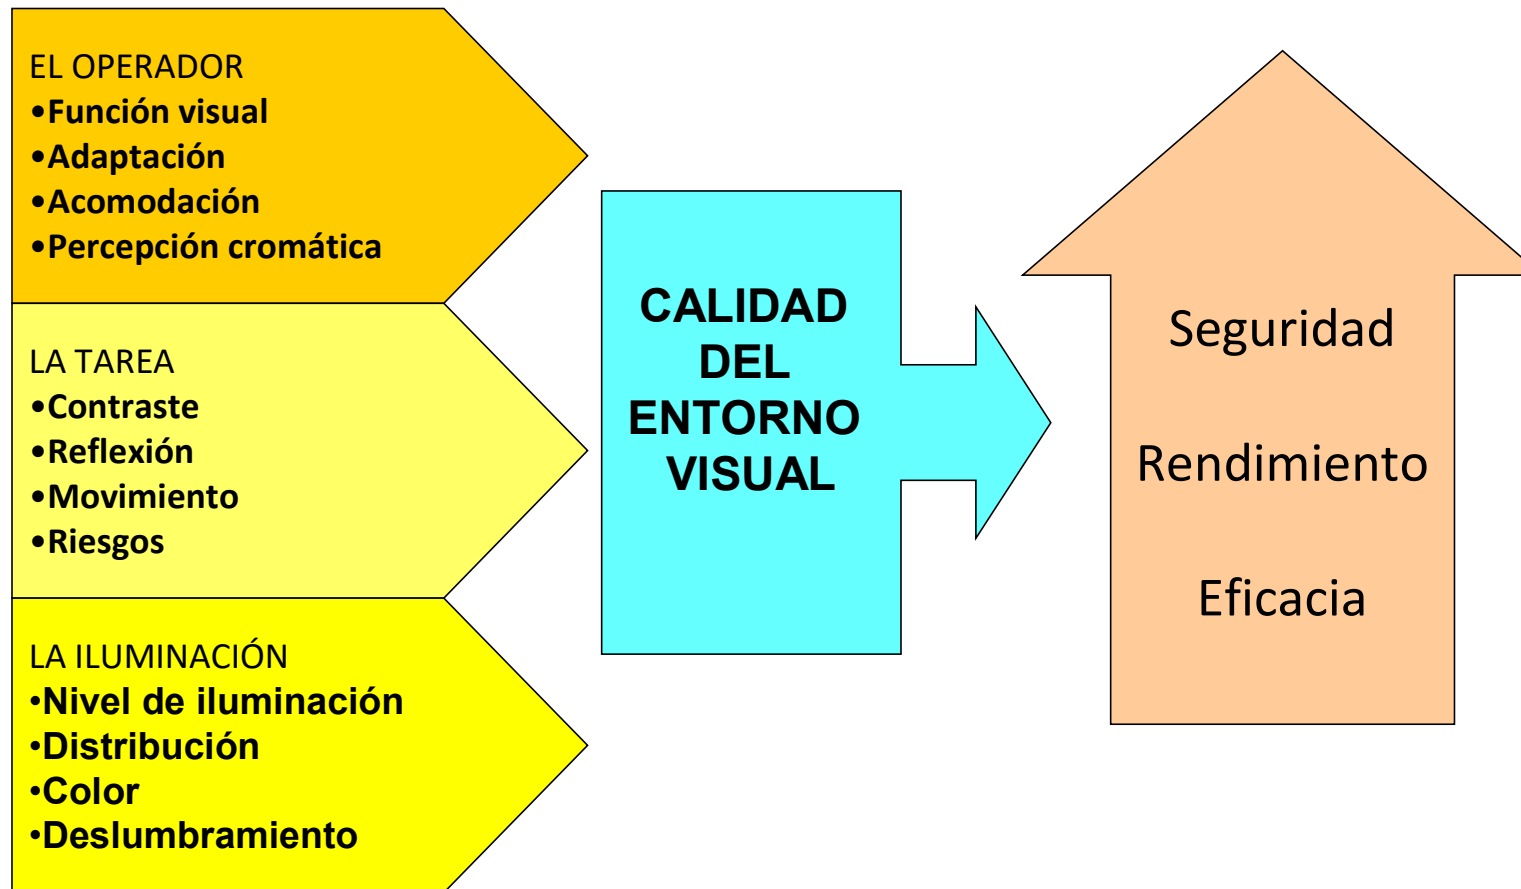 EL OPERADOR
•Función visual
•Adaptación
•Acomodación
•Percepción cromática
LA TAREA
•Contraste
•Reflexión
•Movimiento
•Riesgos
LA ILUMINACIÓN
•Nivel de iluminación
•Distribución
•Color
•Deslumbramiento
CALIDAD
DEL
ENTORNO
VISUAL
Seguridad
Rendimiento
Eficacia